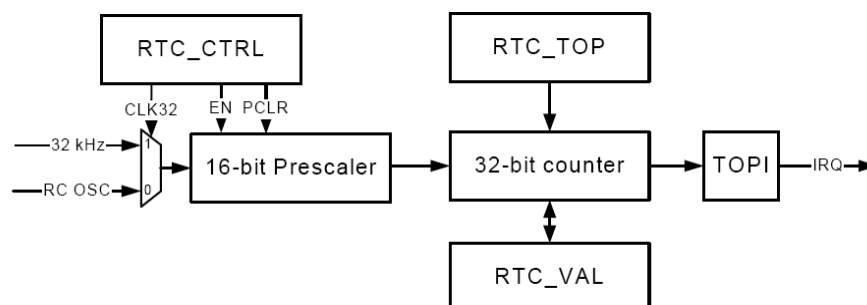 RTC_CTRL
RTC_TOP
CLK32
EN
PCLR
32 kHz
1
16-bit Prescaler
32-bit counter
TOPI
IRQ
RC OSC
0
RTC_VAL